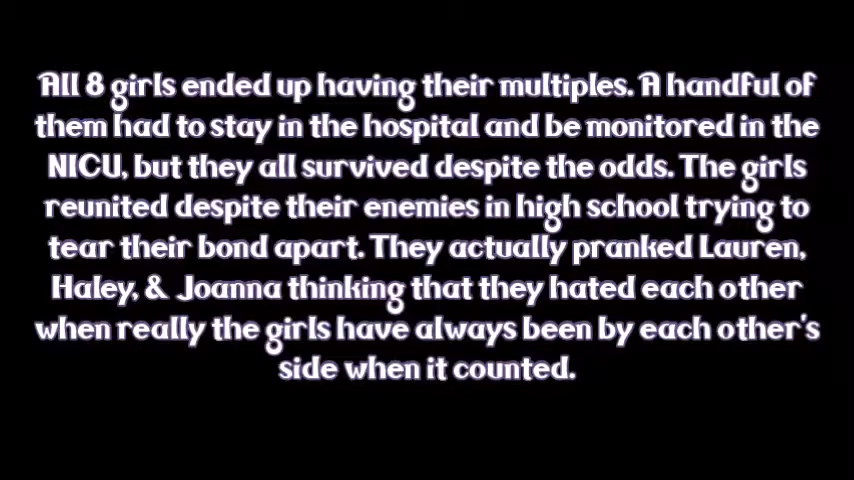 All 8 girls ended up having their multiples. A handful of
them had to stay in the hospital and be monitored in the
NICU, but they all survived despite the odds. The girls
reunited despite their enemies in high school trying to
tear their bond apart. They actually pranked Lauren,
Haley, & Joanna thinking that they hated each other
when really the girls have always been by each other's
side when it counted.